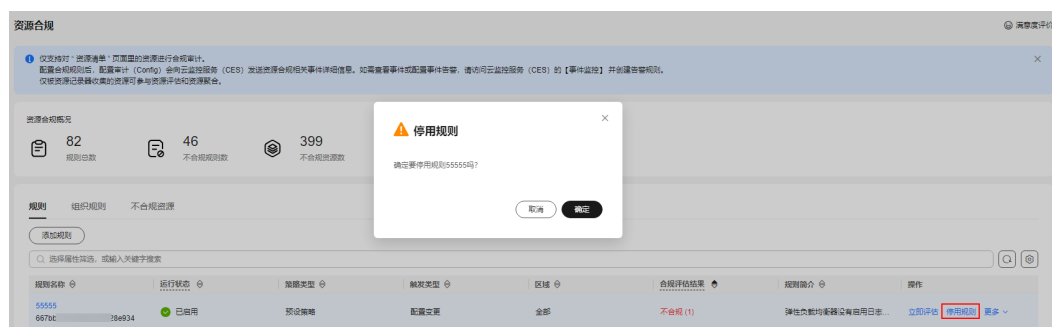 资源合规
满意度评价
仅支持对“资源清单”页面里的资源进行合规审计。
配置合规规则后，配置审计（Config）会向云监控服务（CES）发送资源合规相关事件详细信息。如需查看事件或配置事件告警，请访问云监控服务（CES）的【事件监控】并创建告警规则。
仅被资源记录器收集的资源可参与资源评估和资源聚合。
资源合规概况
82
规则总数
46
不合规规则数
399
不合规资源数
停用规则
确定要停用规则55555吗?
取消
确定
规则 组织规则 不合规资源
添加规则
选择属性筛选，或输入关键字搜索
规则名称 运行状态 策略类型 触发类型 区域 合规评估结果 规则简介 操作
55555
667bt 28e934
已启用 预设策略 配置变更 全部 不合规 (1) 弹性负载均衡器没有启用日志... 立即评估 停用规则 更多